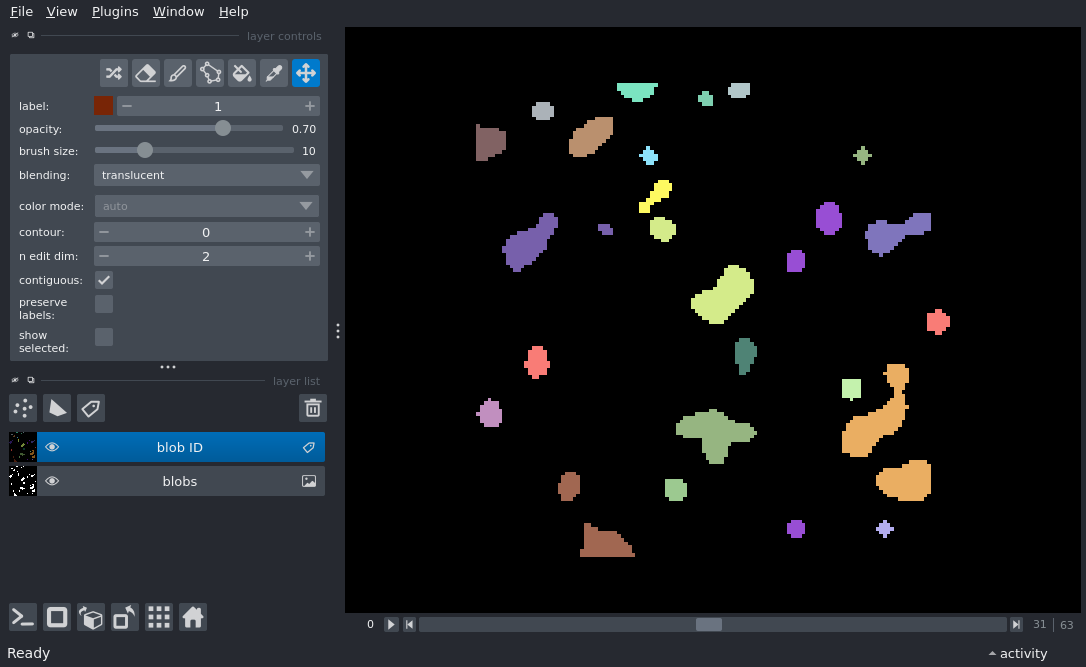 File View Plugins Window Help
layer controls
label: 1
opacity: 0.70
brush size: 10
blending: translucent
color mode: auto
contour: 0
n edit dim: 2
contiguous:
preserve
labels:
show
selected:
layer list
blob ID
blobs
0 31 63
Ready
activity